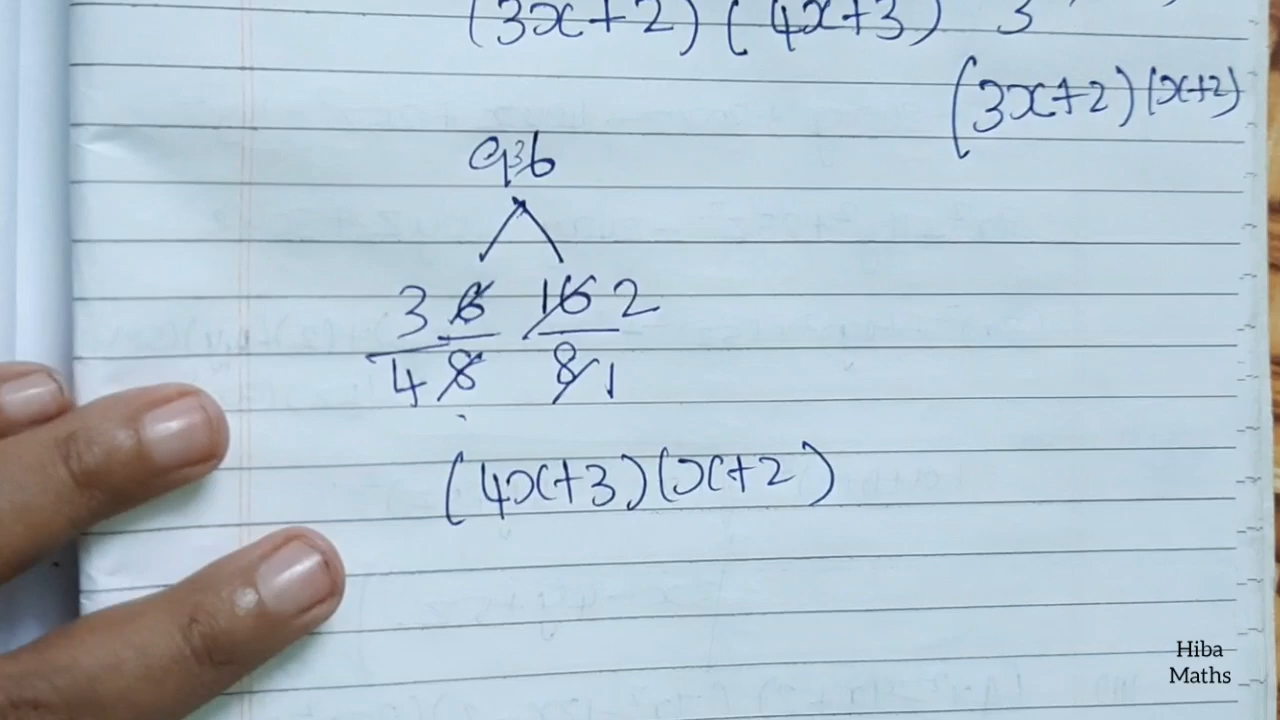 (3x+2) (4x+3) 3
(3x+2)(x+2)
96
3 6 16 2
4 8 8 1
(4x+3)(x+2)
Hiba
Maths